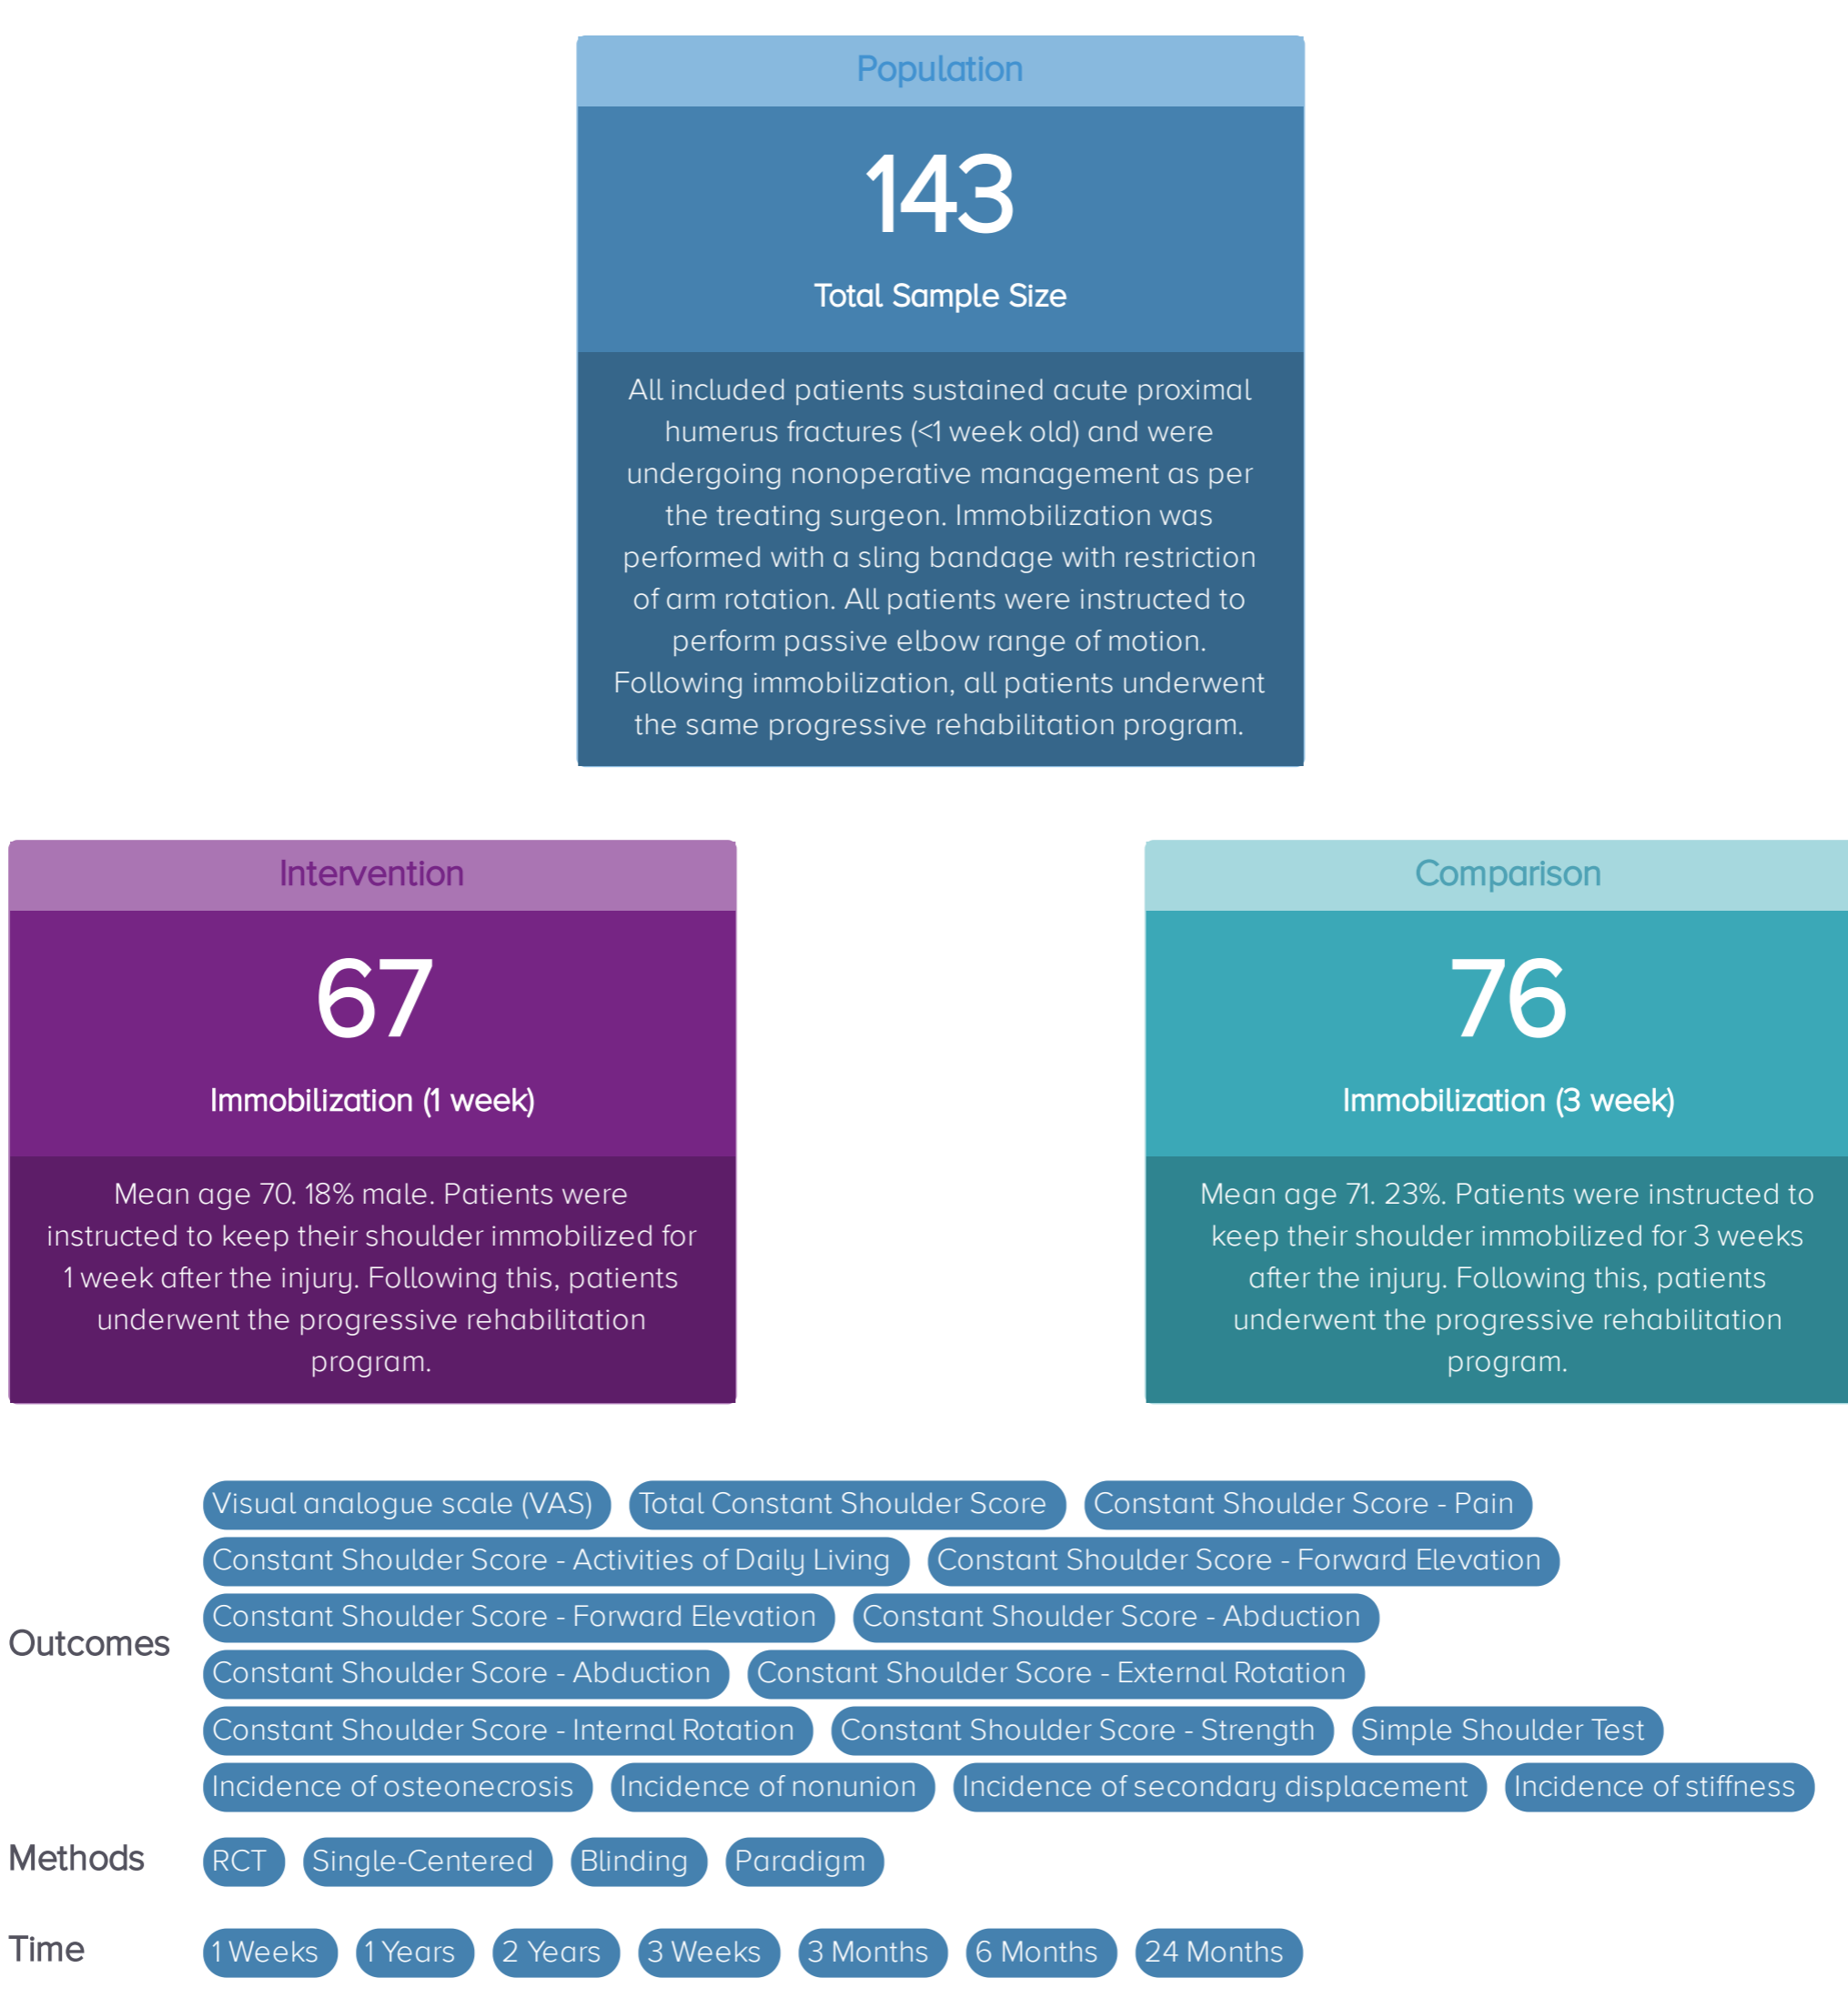 Population
143
Total Sample Size
All included patients sustained acute proximal
humerus fractures (<1 week old) and were
undergoing nonoperative management as per
the treating surgeon. Immobilization was
performed with a sling bandage with restriction
of arm rotation. All patients were instructed to
perform passive elbow range of motion.
Following immobilization, all patients underwent
the same progressive rehabilitation program.
Intervention
67
Immobilization (1 week)
Mean age 70. 18% male. Patients were
instructed to keep their shoulder immobilized for
1 week after the injury. Following this, patients
underwent the progressive rehabilitation
program.
Comparison
76
Immobilization (3 week)
Mean age 71. 23%. Patients were instructed to
keep their shoulder immobilized for 3 weeks
after the injury. Following this, patients
underwent the progressive rehabilitation
program.
Outcomes
Visual analogue scale (VAS) Total Constant Shoulder Score Constant Shoulder Score - Pain
Constant Shoulder Score - Activities of Daily Living Constant Shoulder Score - Forward Elevation
Constant Shoulder Score - Forward Elevation Constant Shoulder Score - Abduction
Constant Shoulder Score - Abduction Constant Shoulder Score - External Rotation
Constant Shoulder Score - Internal Rotation Constant Shoulder Score - Strength Simple Shoulder Test
Incidence of osteonecrosis Incidence of nonunion Incidence of secondary displacement Incidence of stiffness
Methods RCT Single-Centered Blinding Paradigm
Time 1 Weeks 1 Years 2 Years 3 Weeks 3 Months 6 Months 24 Months